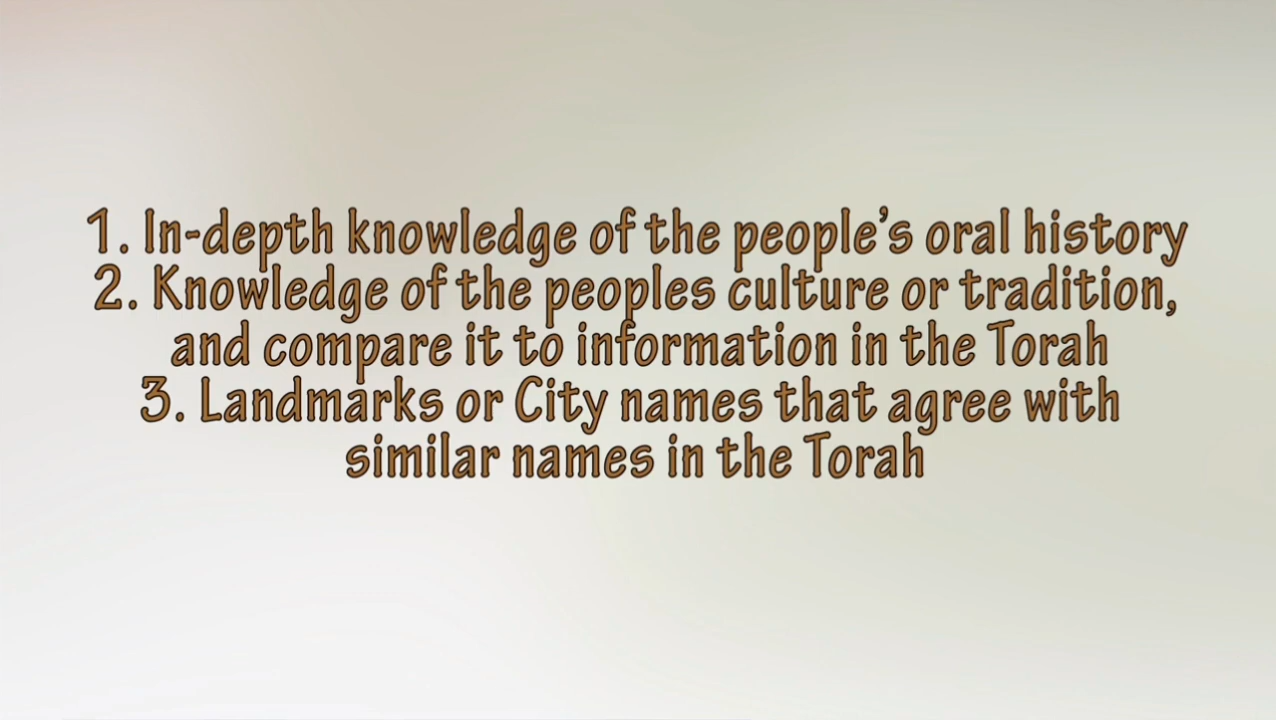 1. In-depth knowledge of the people's oral history
2. Knowledge of the peoples culture or tradition,
and compare it to information in the Torah
3. Landmarks or City names that agree with
similar names in the Torah